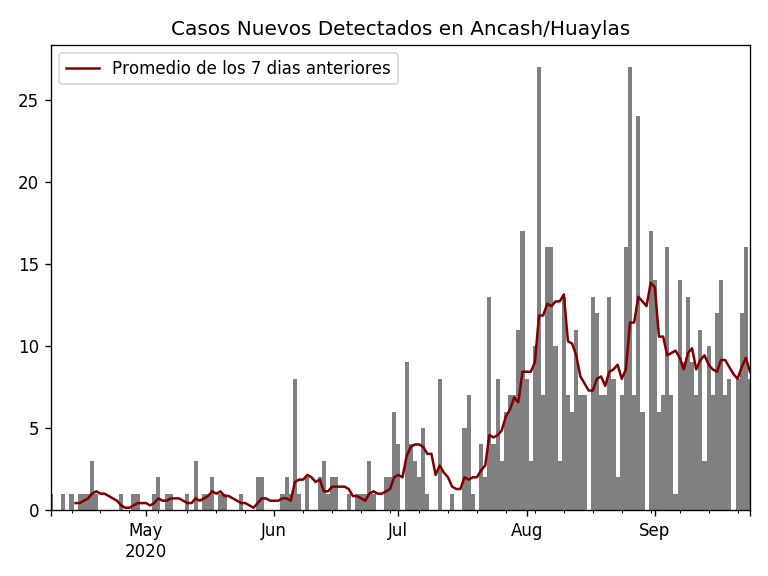 Casos Nuevos Detectados en Ancash/Huaylas
Promedio de los 7 dias anteriores
25
20
15
10
5
0
May Jun Jul Aug Sep
2020